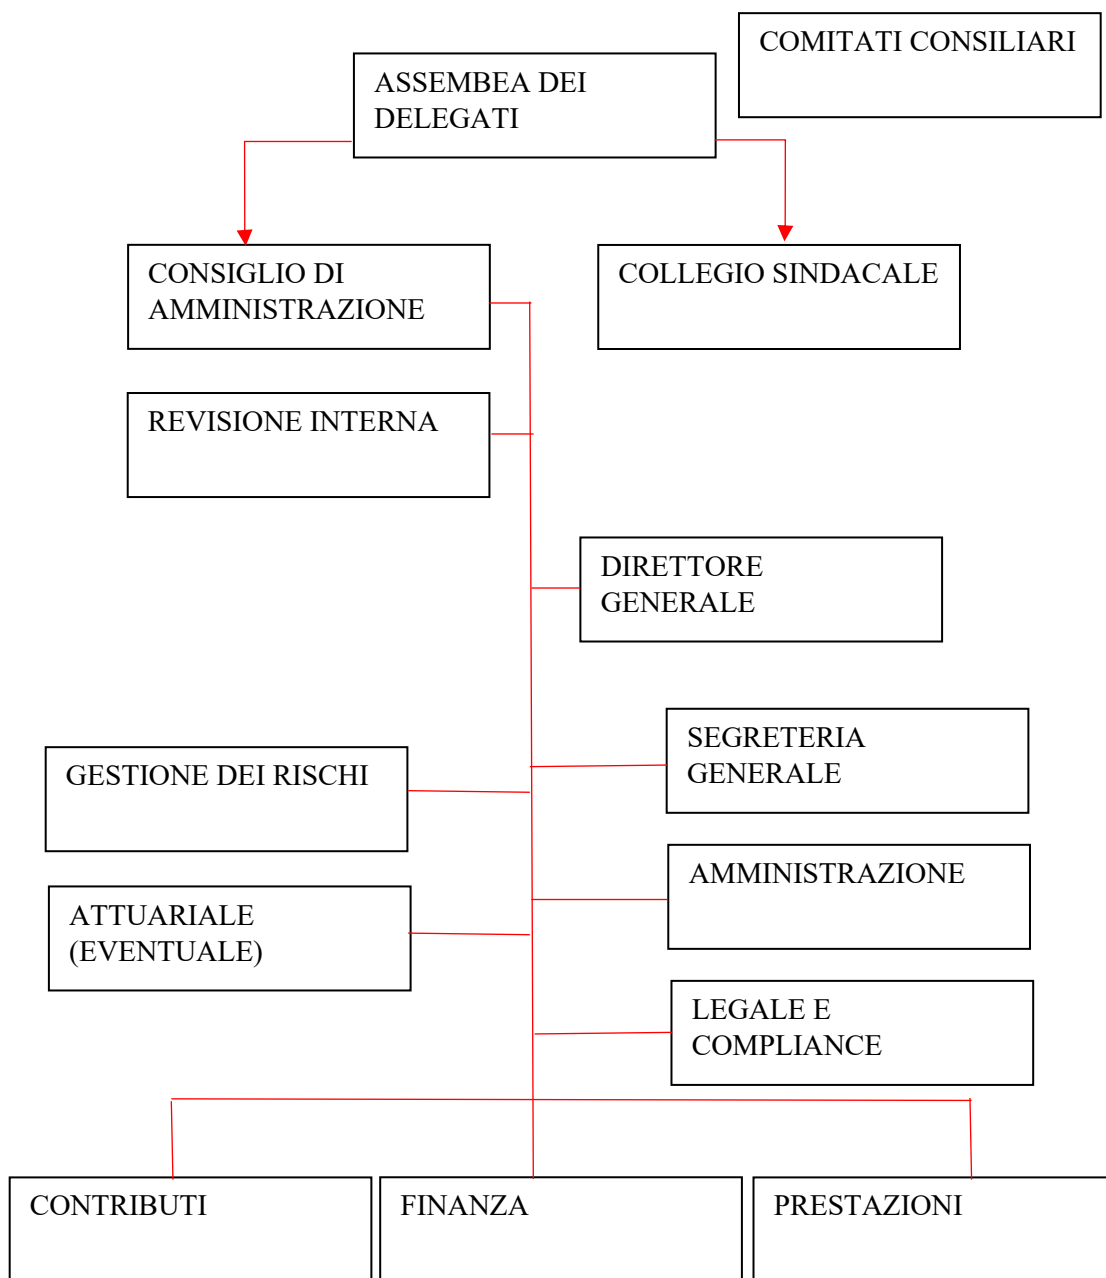 COMITATI CONSILIARI
ASSEMBEA DEI
DELEGATI
CONSIGLIO DI
AMMINISTRAZIONE
COLLEGIO SINDACALE
REVISIONE INTERNA
DIRETTORE
GENERALE
SEGRETERIA
GENERALE
GESTIONE DEI RISCHI
AMMINISTRAZIONE
ATTUARIALE
(EVENTUALE)
LEGALE E
COMPLIANCE
CONTRIBUTI
FINANZA
PRESTAZIONI